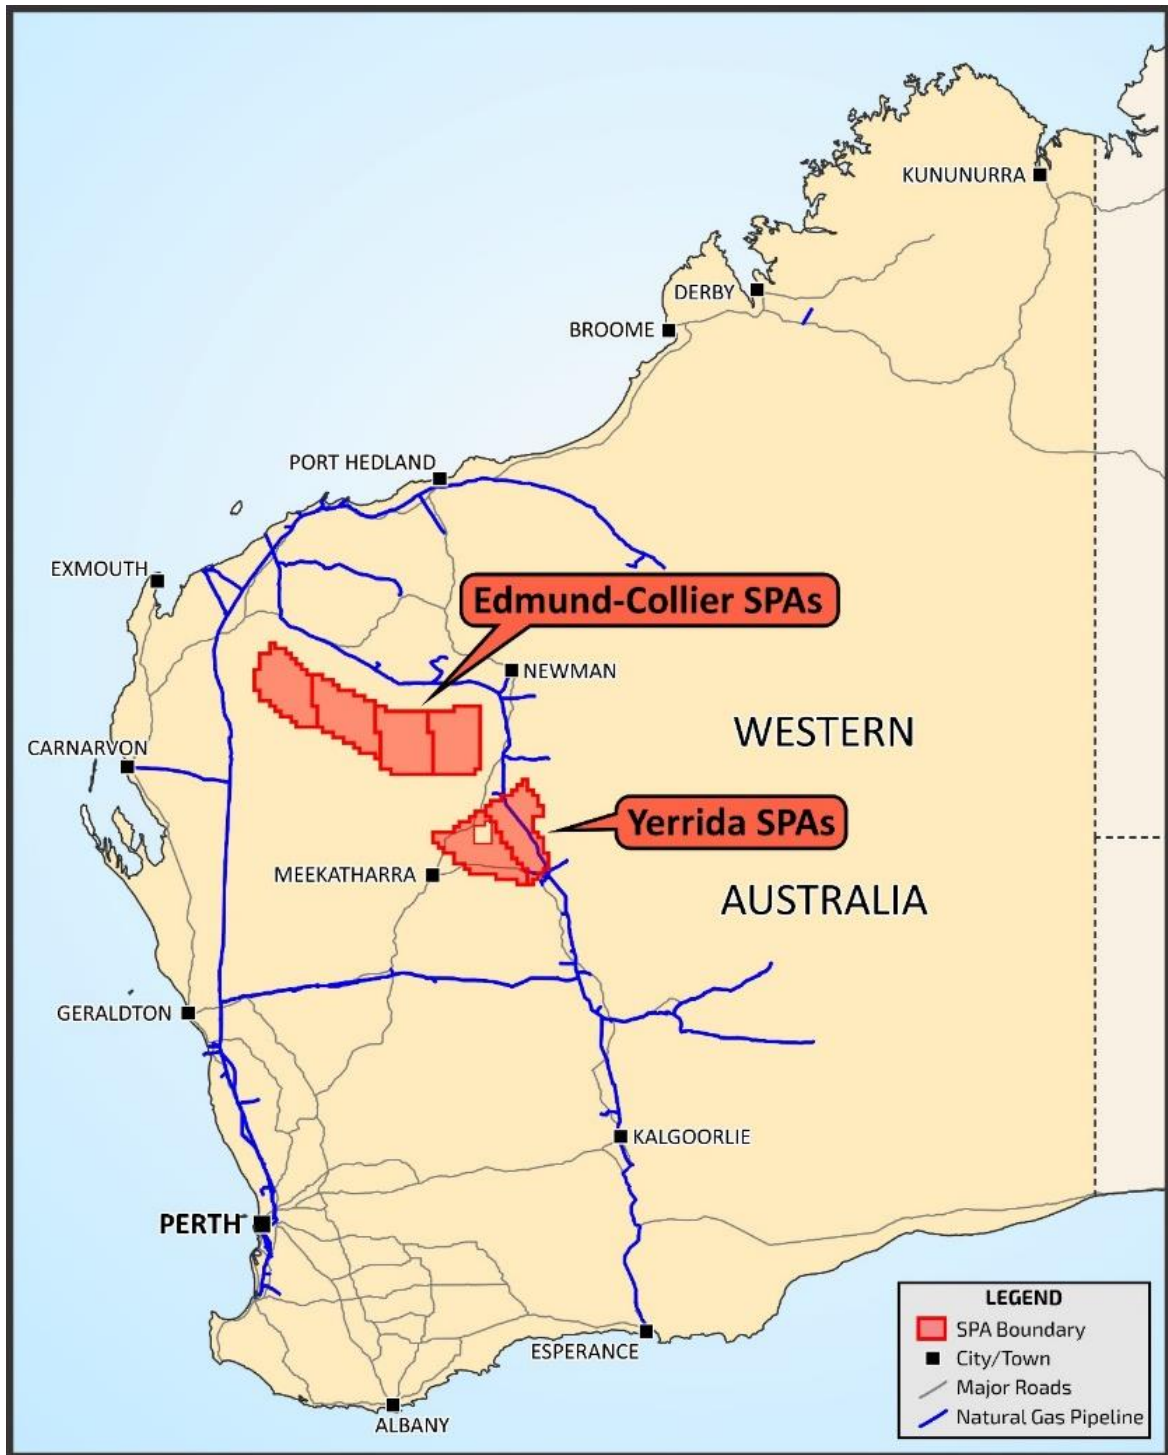 KUNUNURRA
DERBY
BROOME
PORT HEDLAND
EXMOUTH
Edmund-Collier SPAs
NEWMAN
WESTERN
CARNARVON
Yerrida SPAs
MEEKATHARRA
AUSTRALIA
GERALDTON
KALGOORLIE
PERTH
ESPERANCE
ALBANY
LEGEND
SPA Boundary
City/Town
Major Roads
Natural Gas Pipeline